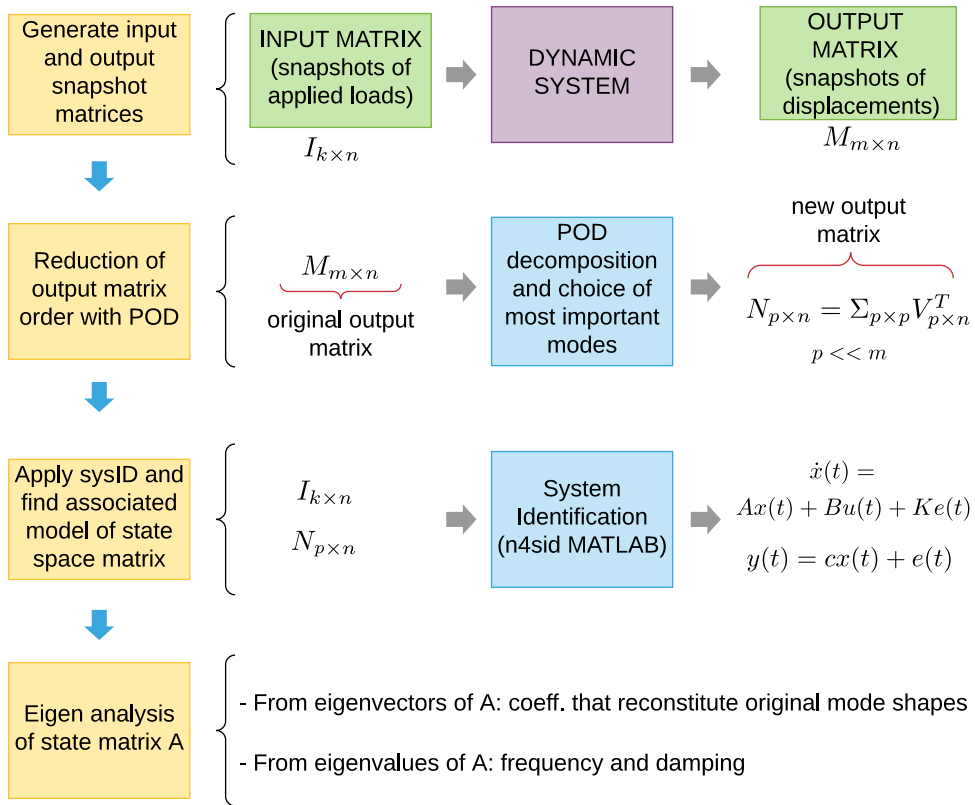 Generate input
and output
snapshot
matrices
INPUT MATRIX
(snapshots of
applied loads)
I_{k×n}
DYNAMIC
SYSTEM
OUTPUT
MATRIX
(snapshots of
displacements)
M_{m×n}
Reduction of
output matrix
order with POD
M_{m×n}
original output
matrix
POD
decomposition
and choice of
most important
modes
new output
matrix
N_{p×n} = Σ_{p×p}V^T_{p×n}
p << m
Apply sysID and
find associated
model of state
space matrix
I_{k×n}
N_{p×n}
System
Identification
(n4sid MATLAB)
ẋ(t) =
Ax(t) + Bu(t) + Ke(t)
y(t) = cx(t) + e(t)
Eigen analysis
of state matrix A
- From eigenvectors of A: coeff. that reconstitute original mode shapes
- From eigenvalues of A: frequency and damping